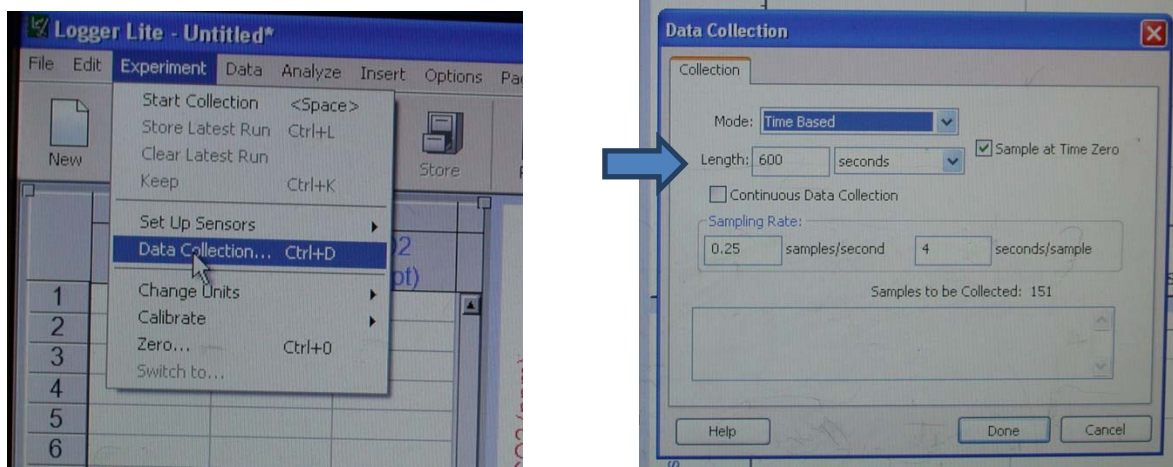 Logger Lite - Untitled*
File Edit Experiment Data Analyze Insert Options
New
Store
Start Collection <Space>
Store Latest Run Ctrl+L
Clear Latest Run
Keep Ctrl+K
Set Up Sensors
Data Collection... Ctrl+D
Change Units
Calibrate
Zero... Ctrl+0
Switch to...
1
2
3
4
5
6
Data Collection
Collection
Mode: Time Based
Length: 600 seconds
Sample at Time Zero
Continuous Data Collection
Sampling Rate:
0.25 samples/second 4 seconds/sample
Samples to be Collected: 151
Help Done Cancel